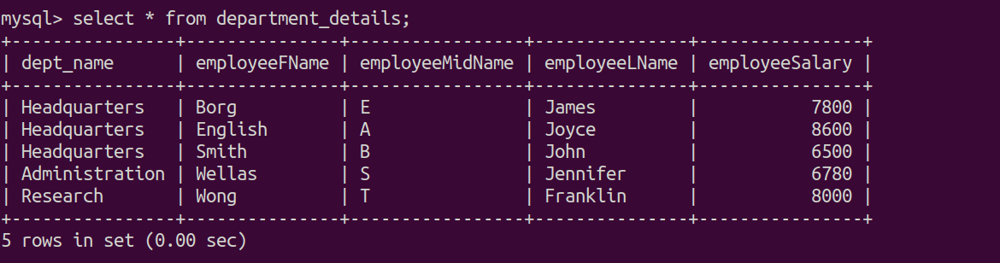 mysql> select * from department_details;
+----------------+---------------+-----------------+---------------+----------------+
| dept_name      | employeeFName | employeeMidName | employeeLName | employeeSalary |
+----------------+---------------+-----------------+---------------+----------------+
| Headquarters   | Borg          | E               | James         |           7800 |
| Headquarters   | English       | A               | Joyce         |           8600 |
| Headquarters   | Smith         | B               | John          |           6500 |
| Administration | Wellas        | S               | Jennifer      |           6780 |
| Research       | Wong          | T               | Franklin      |           8000 |
+----------------+---------------+-----------------+---------------+----------------+
5 rows in set (0.00 sec)